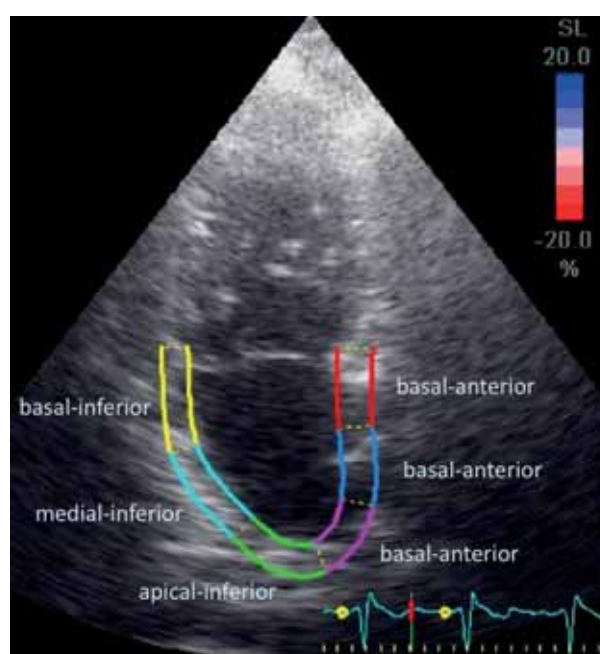 SL
20.0
-20.0
%
basal-inferior
basal-anterior
basal-anterior
medial-inferior
basal-anterior
apical-inferior